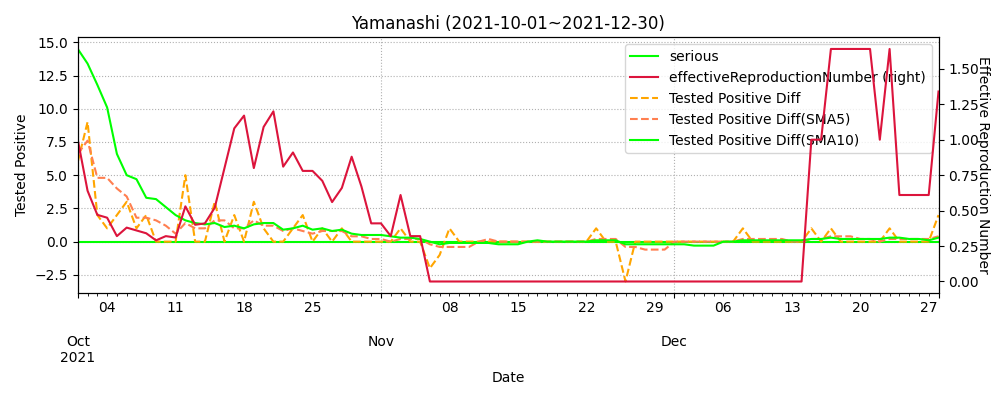 Yamanashi (2021-10-01~2021-12-30)
serious
effectiveReproductionNumber (right)
Tested Positive Diff
Tested Positive Diff(SMA5)
Tested Positive Diff(SMA10)
Tested Positive
15.0
12.5
10.0
7.5
5.0
2.5
0.0
−2.5
Effective Reproduction Number
1.50
1.25
1.00
0.75
0.50
0.25
0.00
04 11 18 25 08 15 22 29 06 13 20 27
Oct Nov Dec
2021
Date